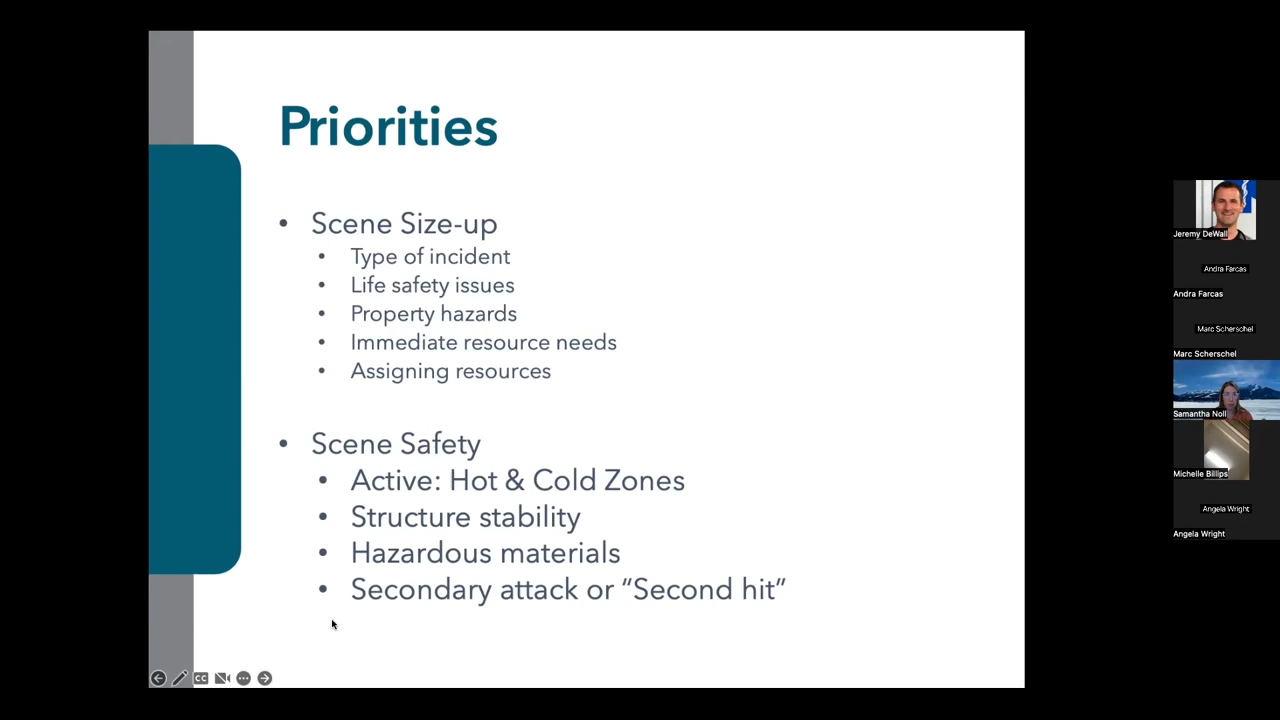 Priorities
• Scene Size-up
• Type of incident
• Life safety issues
• Property hazards
• Immediate resource needs
• Assigning resources
• Scene Safety
• Active: Hot & Cold Zones
• Structure stability
• Hazardous materials
• Secondary attack or “Second hit”
CC
Jeremy DeWall
Andra Farcas
Andra Farcas
Marc Scherschel
Marc Scherschel
Samantha Noll
Michelle Billips
Angela Wright
Angela Wright